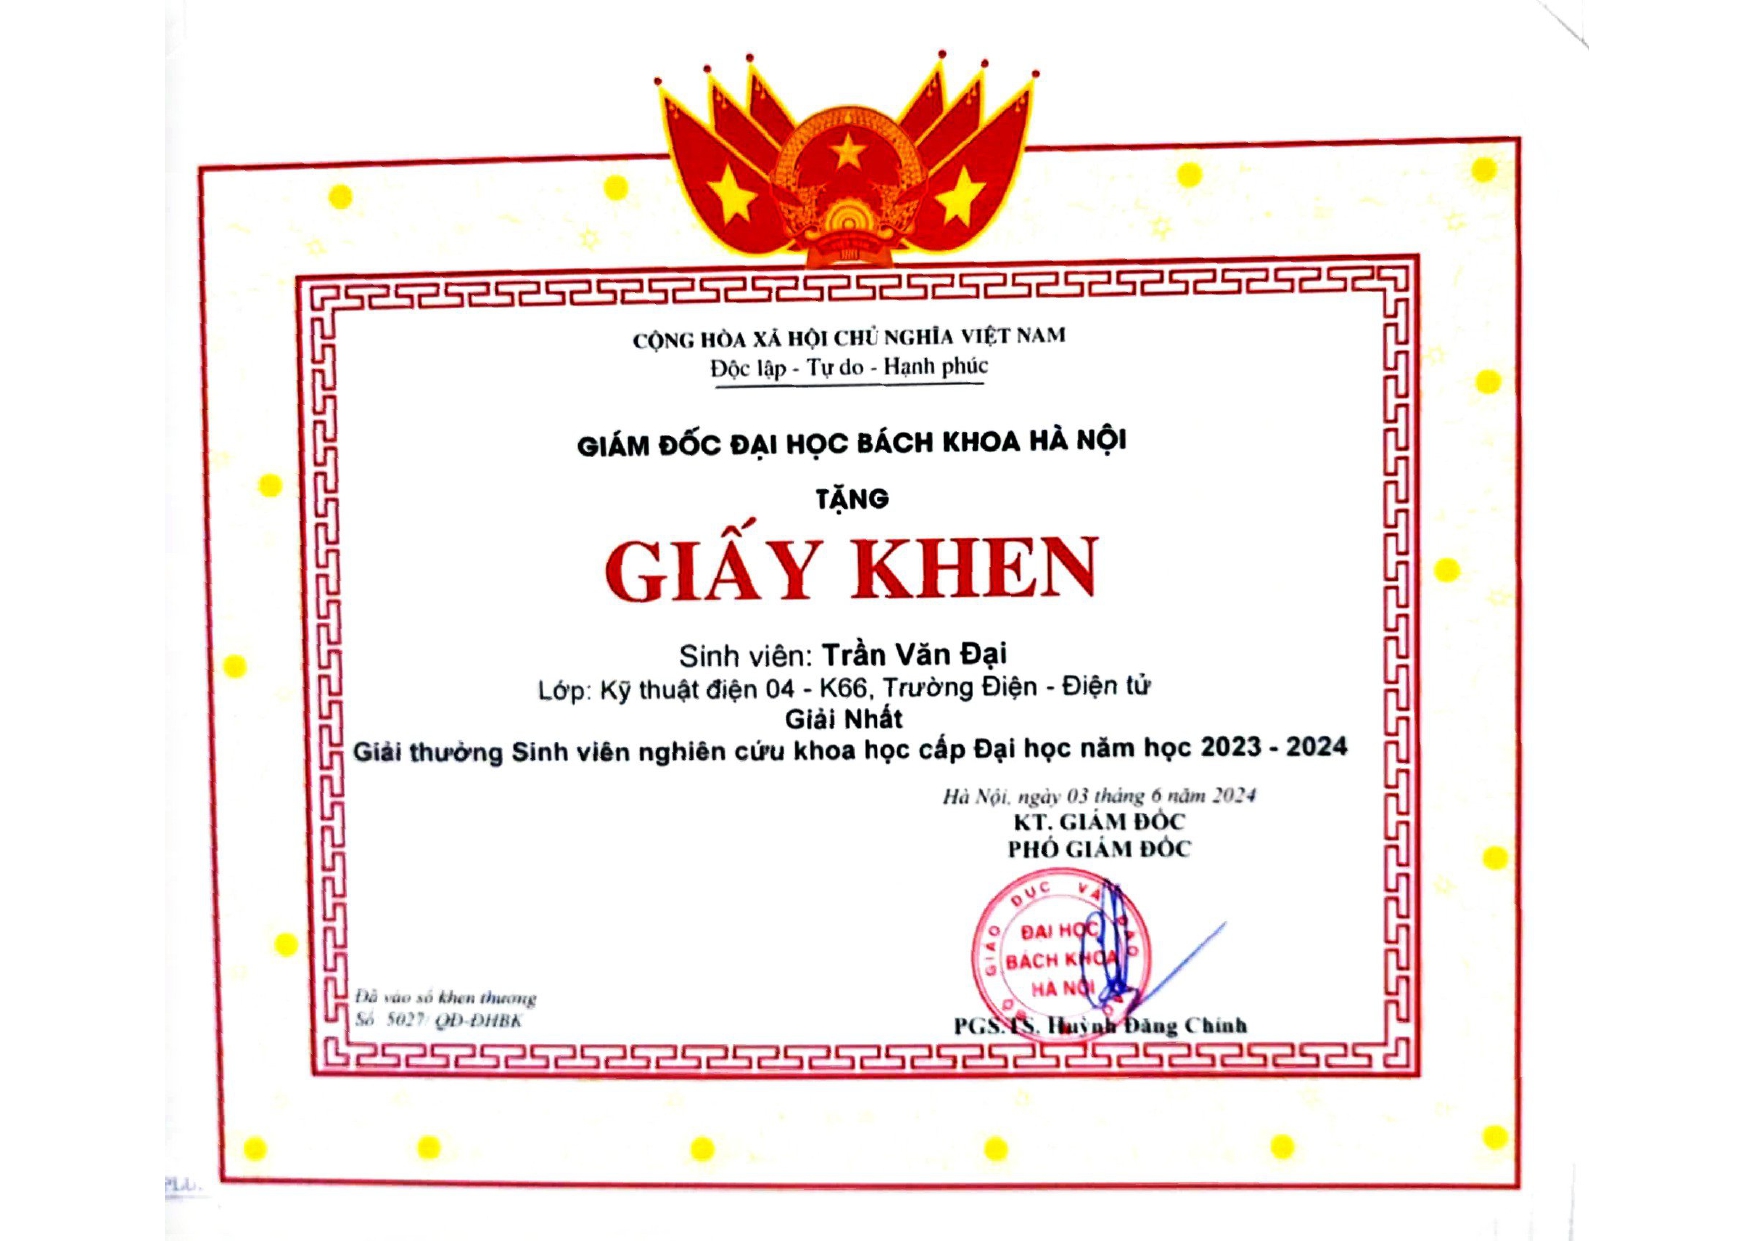 CỘNG HÒA XÃ HỘI CHỦ NGHĨA VIỆT NAM
Độc lập - Tự do - Hạnh phúc
GIÁM ĐỐC ĐẠI HỌC BÁCH KHOA HÀ NỘI
TẶNG
GIẤY KHEN
Sinh viên: Trần Văn Đại
Lớp: Kỹ thuật điện 04 - K66, Trường Điện - Điện tử
Giải Nhất
Giải thưởng Sinh viên nghiên cứu khoa học cấp Đại học năm học 2023 - 2024
Hà Nội, ngày 03 tháng 6 năm 2024
KT. GIÁM ĐỐC
PHÓ GIÁM ĐỐC
GIÁO DỤC VÀ ĐÀO
ĐẠI HỌC
BÁCH KHOA
HÀ NỘI
PGS.TS. Huỳnh Đăng Chính
Đã vào sổ khen thưởng
Số 5027/ QĐ-ĐHBK